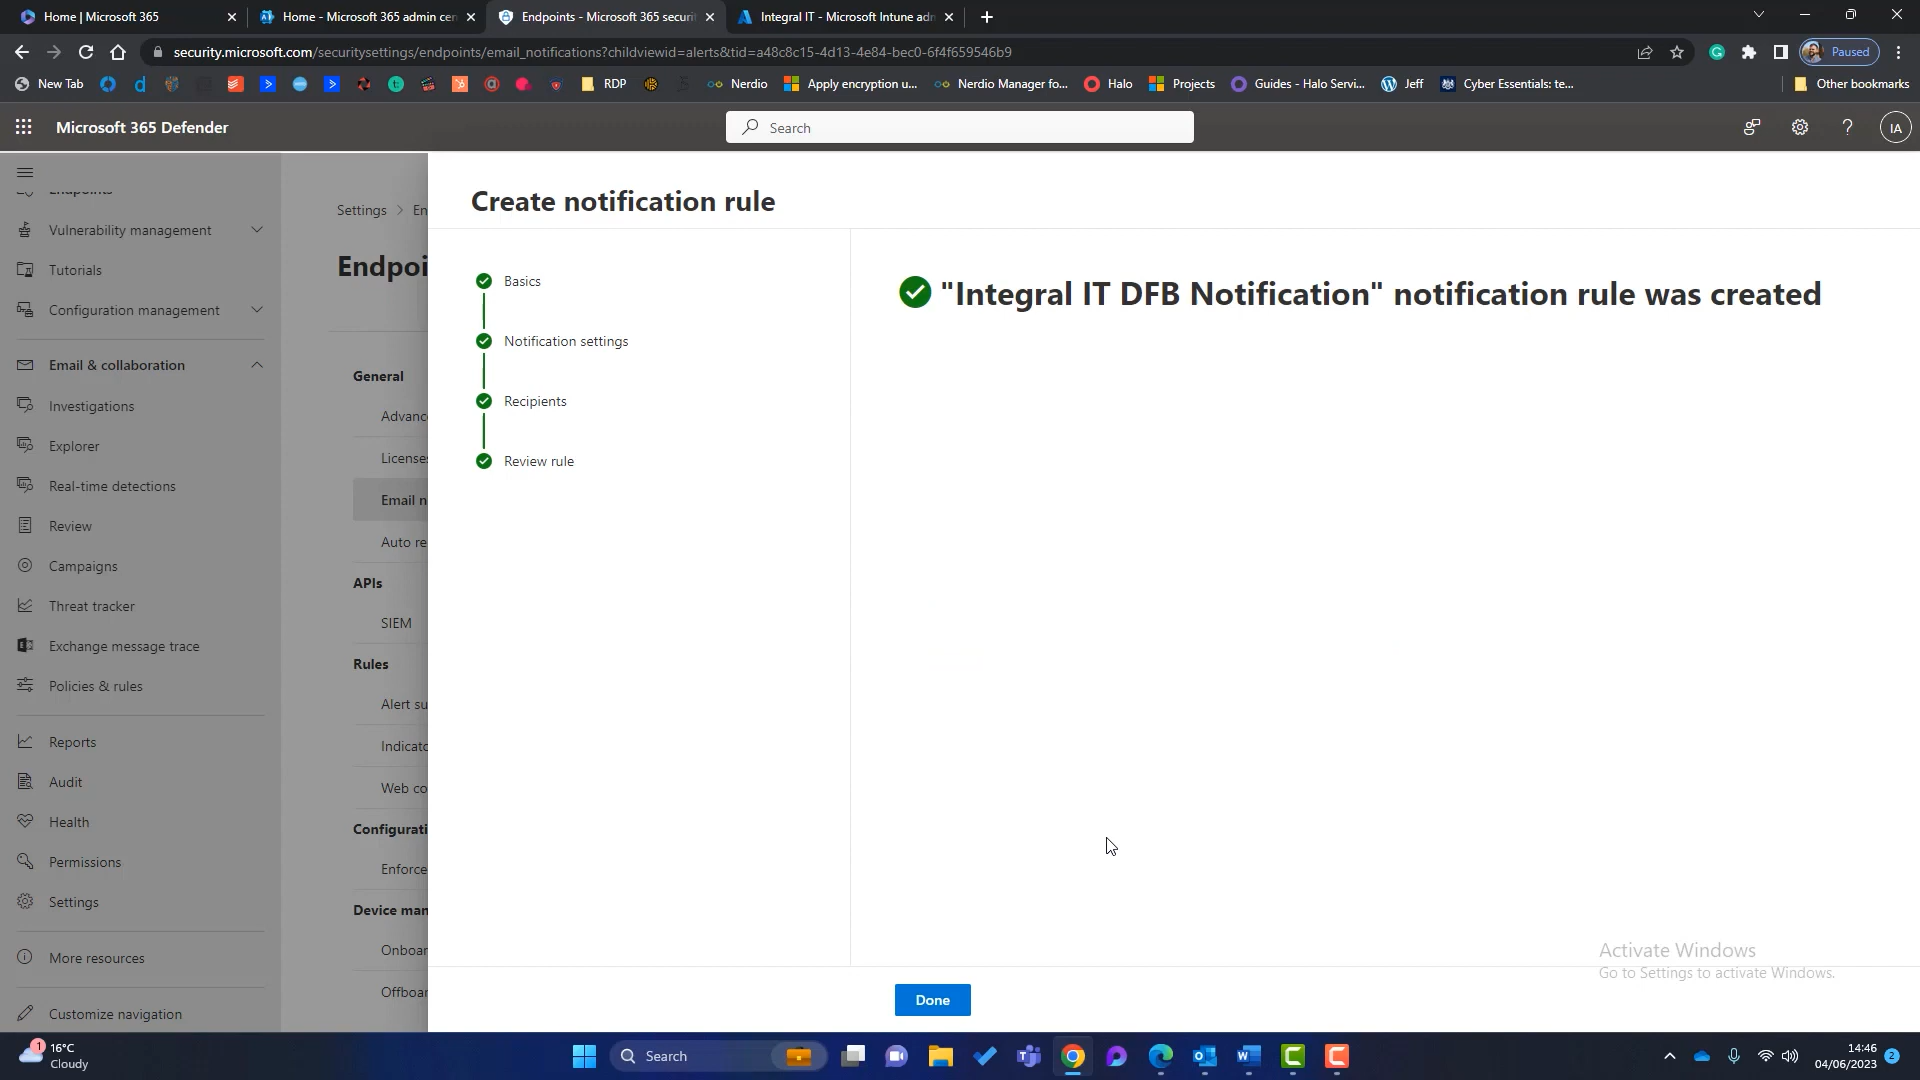 Home | Microsoft 365
Home - Microsoft 365 admin cen
Endpoints - Microsoft 365 securi
Integral IT - Microsoft Intune adn
security.microsoft.com/securitysettings/endpoints/email_notifications?childviewid=alerts&tid=a48c8c15-4d13-4e84-bec0-6f4f659546b9
Paused
New Tab
RDP
Nerdio
Apply encryption u...
Nerdio Manager fo...
Halo
Projects
Guides - Halo Servi...
Jeff
Cyber Essentials: te...
Other bookmarks
Microsoft 365 Defender
Search
IA
Endpoints
Vulnerability management
Tutorials
Configuration management
Email & collaboration
Investigations
Explorer
Real-time detections
Review
Campaigns
Threat tracker
Exchange message trace
Policies & rules
Reports
Audit
Health
Permissions
Settings
More resources
Customize navigation
Settings > En
Endpoi
General
Advanc
License
Email n
Auto re
APIs
SIEM
Rules
Alert su
Indicato
Web co
Configurati
Enforce
Device man
Onboar
Offboar
Create notification rule
Basics
Notification settings
Recipients
Review rule
"Integral IT DFB Notification" notification rule was created
Done
Activate Windows
Go to Settings to activate Windows.
1
16°C
Cloudy
Search
14:46
04/06/2023
2